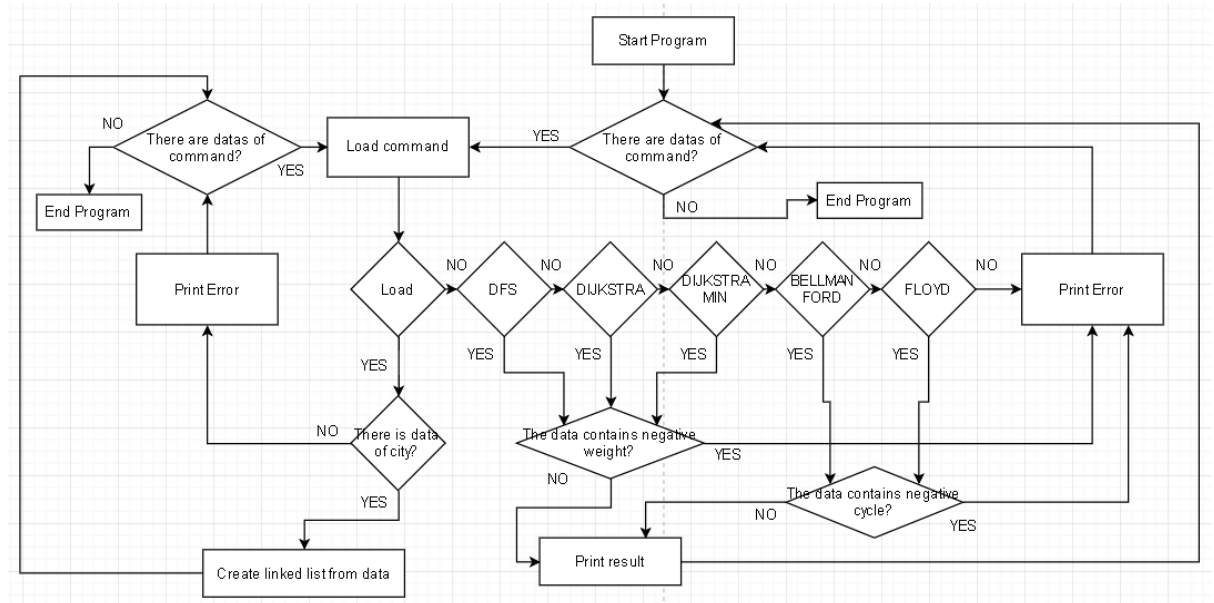 Start Program
NO
There are datas of
command?
YES
Load command
YES
There are datas of
command?
End Program
NO
End Program
Print Error
Load
NO
DFS
NO
DIJKSTRA
NO
DIJKSTRA
MIN
NO
BELLMAN
FORD
NO
FLOYD
NO
Print Error
YES
YES
YES
YES
YES
YES
NO
There is data
of city?
The data contains negative
weight?
YES
NO
YES
The data contains negative
cycle?
NO
YES
Create linked list from data
Print result